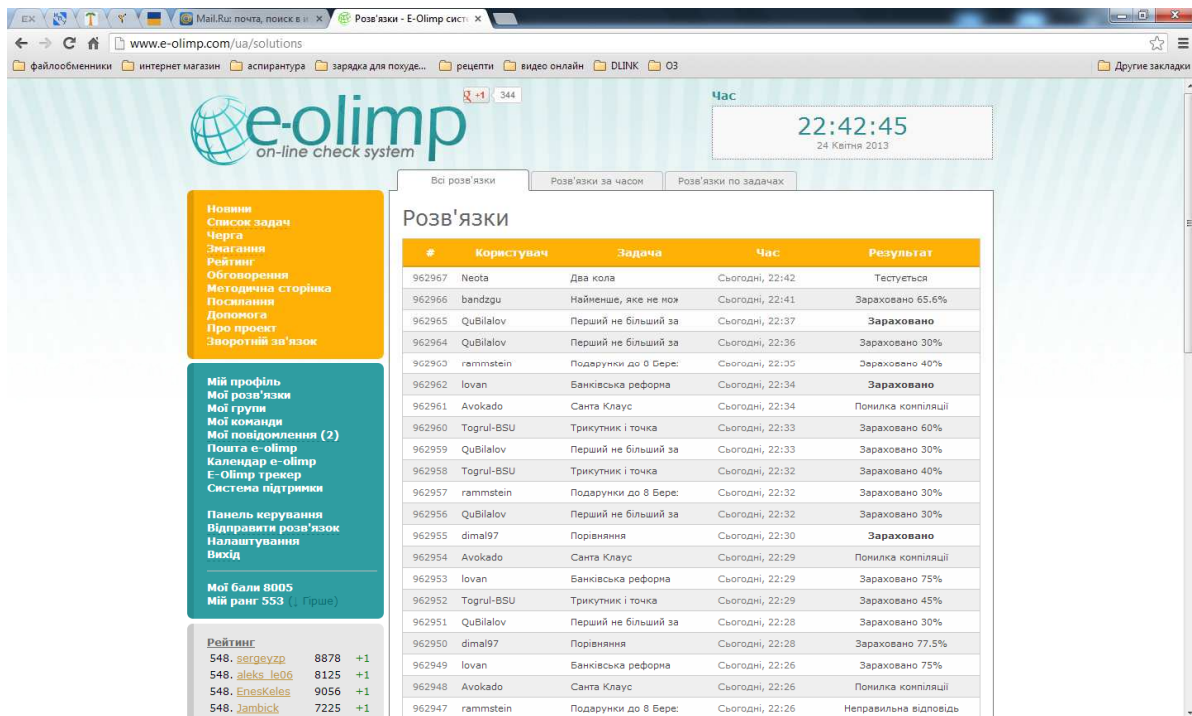 EX
Mail.Ru: почта, поиск в и
Розв'язки - E-Olimp сист
www.e-olimp.com/ua/solutions
файлообменники интернет магазин аспирантура зарядка для похуде... рецепти видео онлайн DLINK ОЗ Другие закладки
e-olimp
on-line check system
+1 344
Час
22:42:45
24 Квітня 2013
Всі розв'язки Розв'язки за часом Розв'язки по задачах
Новини
Список задач
Черга
Змагання
Рейтинг
Обговорення
Методична сторінка
Посилання
Допомога
Про проект
Зворотній зв'язок
Мій профіль
Мої розв'язки
Мої групи
Мої команди
Мої повідомлення (2)
Пошта e-olimp
Календар e-olimp
E-Olimp трекер
Система підтримки
Панель керування
Відправити розв'язок
Налаштування
Вихід
Мої бали 8005
Мій ранг 553 (↓ Гірше)
Рейтинг
548. sergeyzp 8878 +1
548. aleks_le06 8125 +1
548. EnesKeles 9056 +1
548. Jambick 7225 +1
Розв'язки
# Користувач Задача Час Результат
962967 Neota Два кола Сьогодні, 22:42 Тестується
962966 bandzgu Найменше, яке не мож Сьогодні, 22:41 Зараховано 65.6%
962965 QuBilalov Перший не більший за Сьогодні, 22:37 Зараховано
962964 QuBilalov Перший не більший за Сьогодні, 22:36 Зараховано 30%
962963 rammstein Подарунки до 8 Бере: Сьогодні, 22:35 Зараховано 40%
962962 lovan Банківська реформа Сьогодні, 22:34 Зараховано
962961 Avokado Санта Клаус Сьогодні, 22:34 Помилка компіляції
962960 Togrul-BSU Трикутник і точка Сьогодні, 22:33 Зараховано 60%
962959 QuBilalov Перший не більший за Сьогодні, 22:33 Зараховано 30%
962958 Togrul-BSU Трикутник і точка Сьогодні, 22:32 Зараховано 40%
962957 rammstein Подарунки до 8 Бере: Сьогодні, 22:32 Зараховано 30%
962956 QuBilalov Перший не більший за Сьогодні, 22:32 Зараховано 30%
962955 dimal97 Порівняння Сьогодні, 22:30 Зараховано
962954 Avokado Санта Клаус Сьогодні, 22:29 Помилка компіляції
962953 lovan Банківська реформа Сьогодні, 22:29 Зараховано 75%
962952 Togrul-BSU Трикутник і точка Сьогодні, 22:29 Зараховано 45%
962951 QuBilalov Перший не більший за Сьогодні, 22:28 Зараховано 30%
962950 dimal97 Порівняння Сьогодні, 22:28 Зараховано 77.5%
962949 lovan Банківська реформа Сьогодні, 22:26 Зараховано 75%
962948 Avokado Санта Клаус Сьогодні, 22:26 Помилка компіляції
962947 rammstein Подарунки до 8 Бере: Сьогодні, 22:26 Неправильна відповідь